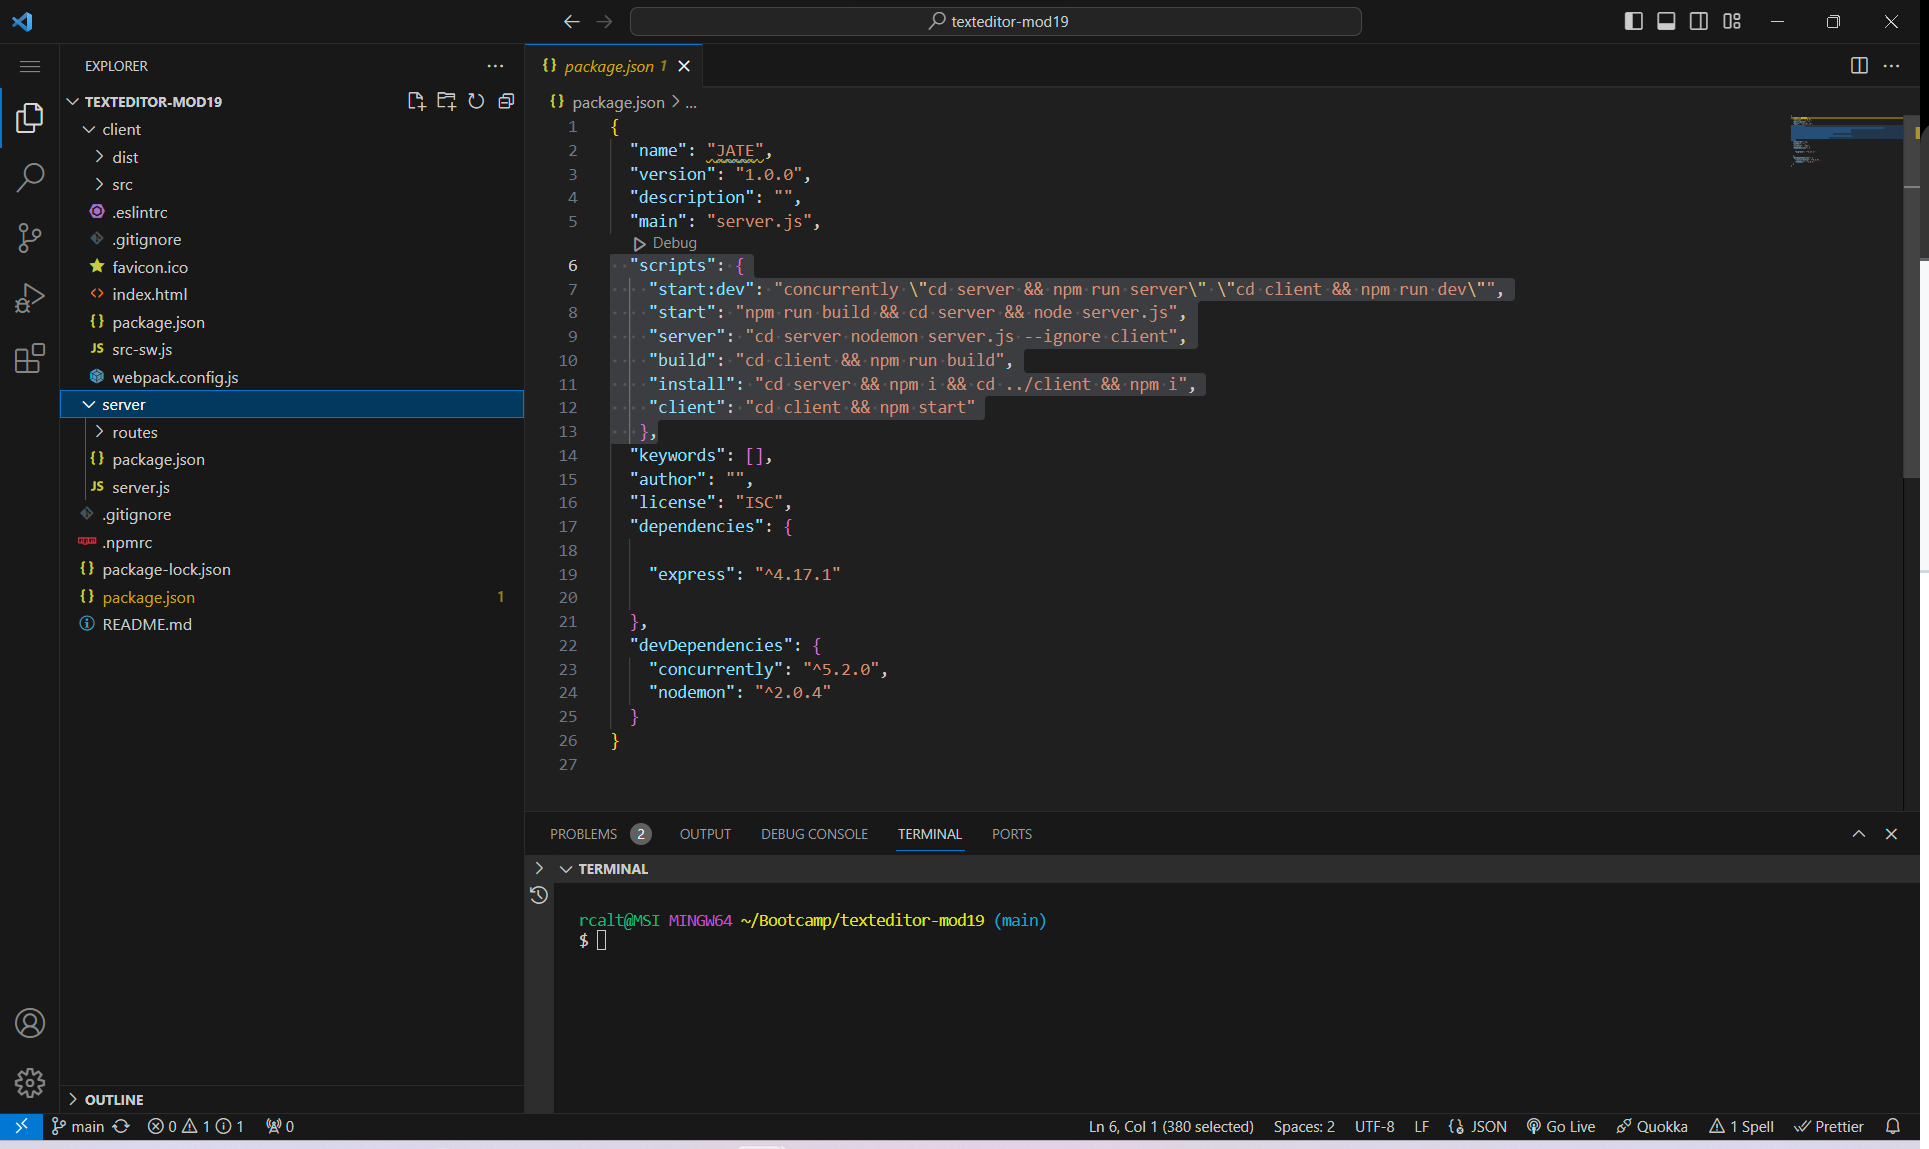 texteditor-mod19
EXPLORER
TEXTEDITOR-MOD19
client
dist
src
.eslintrc
.gitignore
favicon.ico
index.html
package.json
src-sw.js
webpack.config.js
server
routes
package.json
server.js
.gitignore
.npmrc
package-lock.json
package.json 1
README.md
OUTLINE
package.json 1
package.json > ...
1 {
2 "name": "JATE",
3 "version": "1.0.0",
4 "description": "",
5 "main": "server.js",
Debug
6 "scripts": {
7 "start:dev": "concurrently \"cd server && npm run server\" \"cd client && npm run dev\"",
8 "start": "npm run build && cd server && node server.js",
9 "server": "cd server nodemon server.js --ignore client",
10 "build": "cd client && npm run build",
11 "install": "cd server && npm i && cd ../client && npm i",
12 "client": "cd client && npm start"
13 },
14 "keywords": [],
15 "author": "",
16 "license": "ISC",
17 "dependencies": {
18
19 "express": "^4.17.1"
20
21 },
22 "devDependencies": {
23 "concurrently": "^5.2.0",
24 "nodemon": "^2.0.4"
25 }
26 }
27
PROBLEMS 2 OUTPUT DEBUG CONSOLE TERMINAL PORTS
TERMINAL
rcalt@MSI MINGW64 ~/Bootcamp/texteditor-mod19 (main)
$
main 0 1 1 0 Ln 6, Col 1 (380 selected) Spaces: 2 UTF-8 LF JSON Go Live Quokka 1 Spell Prettier